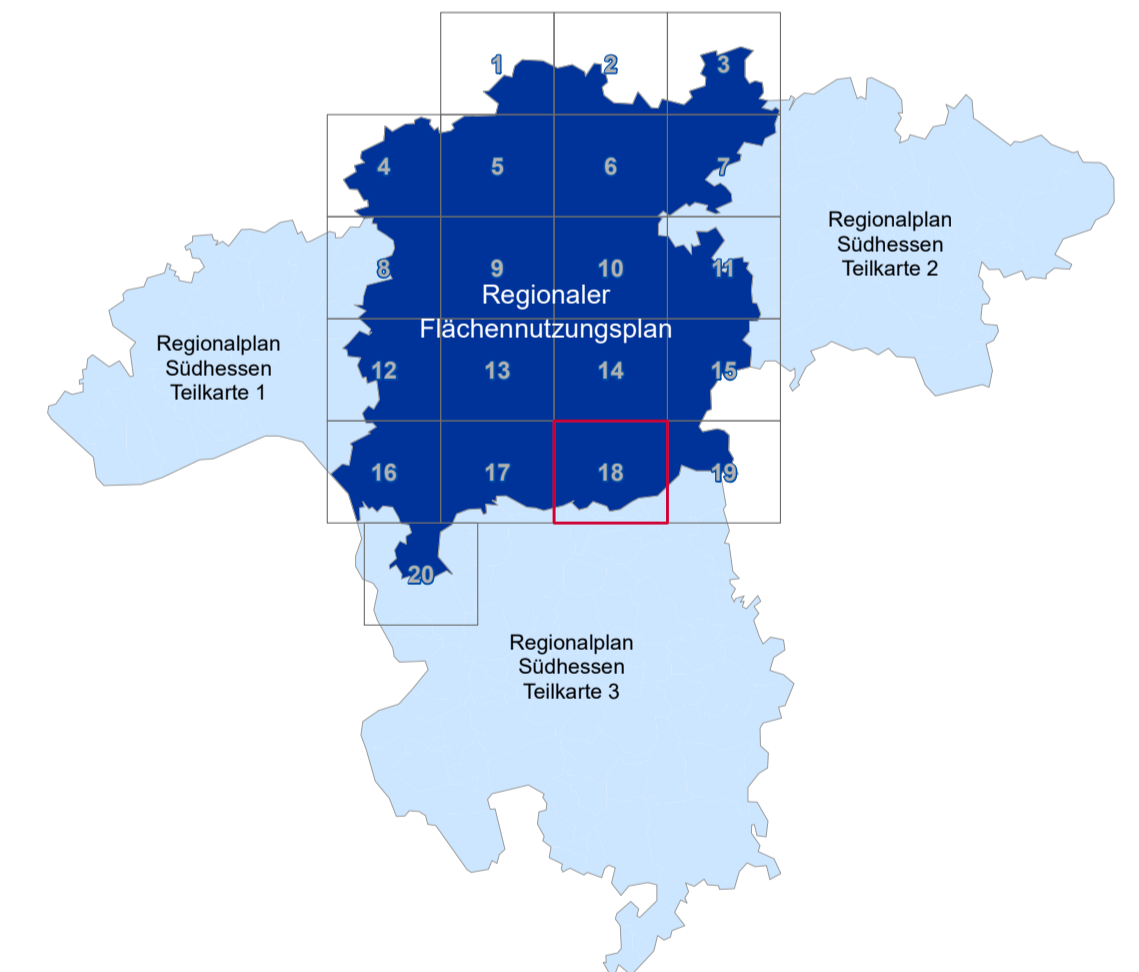 1
2
3
4
5
6
7
Regionalplan
Südhessen
Teilkarte 2
8
9
10
11
Regionaler
Flächennutzungsplan
Regionalplan
Südhessen
Teilkarte 1
12
13
14
15
16
17
18
19
20
Regionalplan
Südhessen
Teilkarte 3